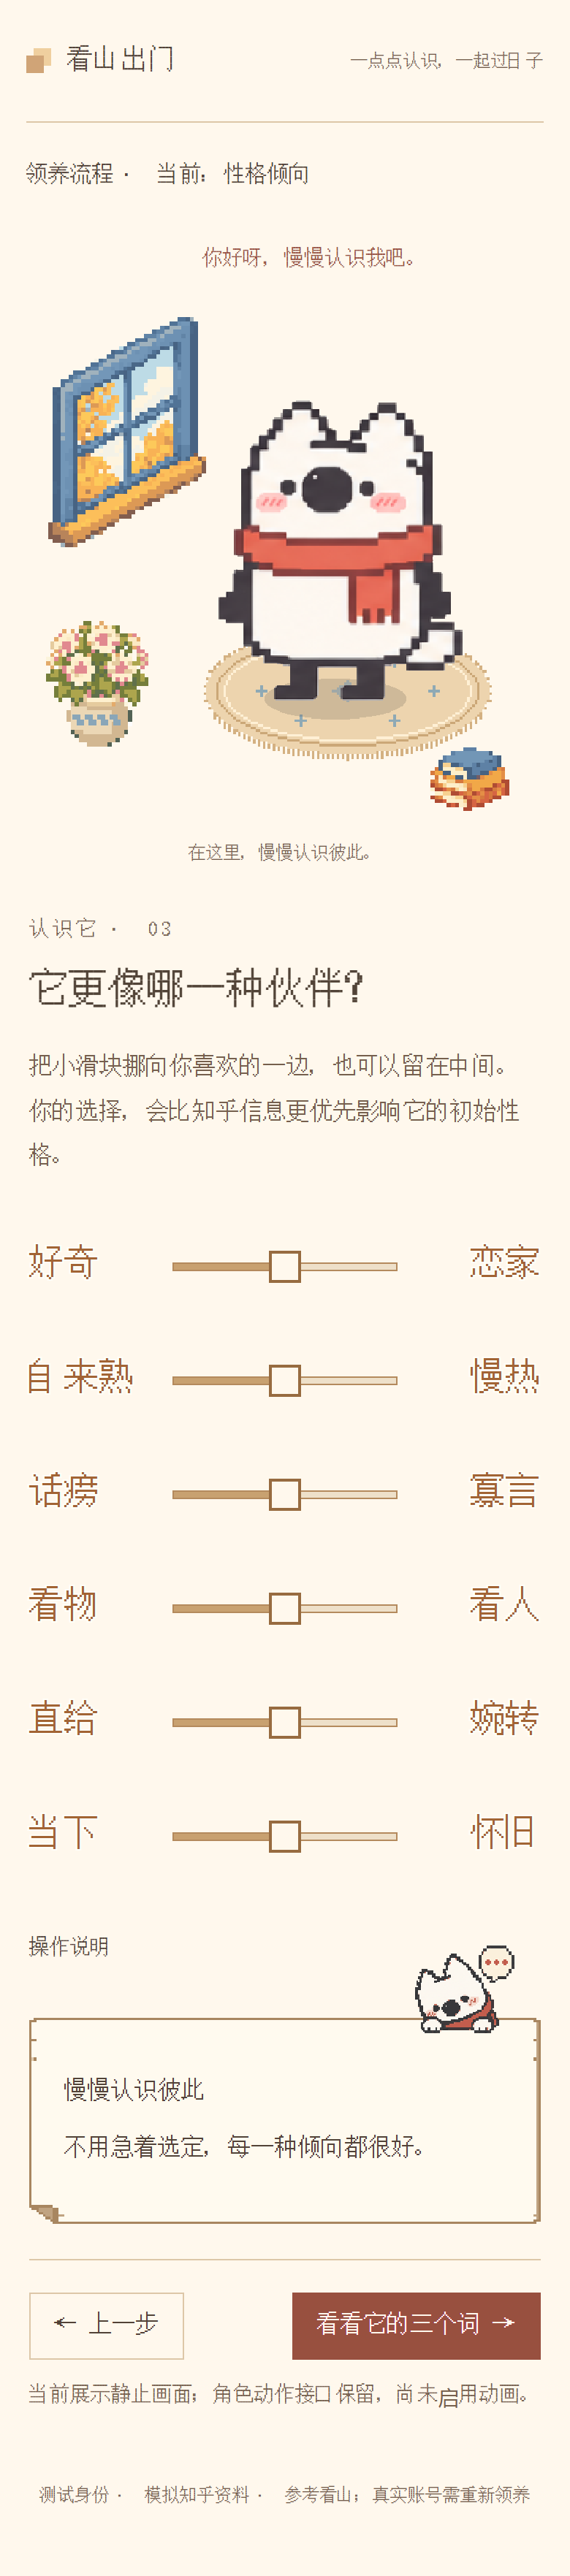 看山出门
一点点认识，一起过日子
领养流程 · 当前：性格倾向
你好呀，慢慢认识我吧。
在这里，慢慢认识彼此。
认识它 · 03
它更像哪一种伙伴？
把小滑块挪向你喜欢的一边，也可以留在中间。
你的选择，会比知乎信息更优先影响它的初始性
格。
好奇 恋家
自来熟 慢热
话痨 寡言
看物 看人
直给 婉转
当下 怀旧
操作说明
慢慢认识彼此
不用急着选定，每一种倾向都很好。
← 上一步 看看它的三个词 →
当前展示静止画面；角色动作接口保留，尚未启用动画。
测试身份 · 模拟知乎资料 · 参考看山；真实账号需重新领养